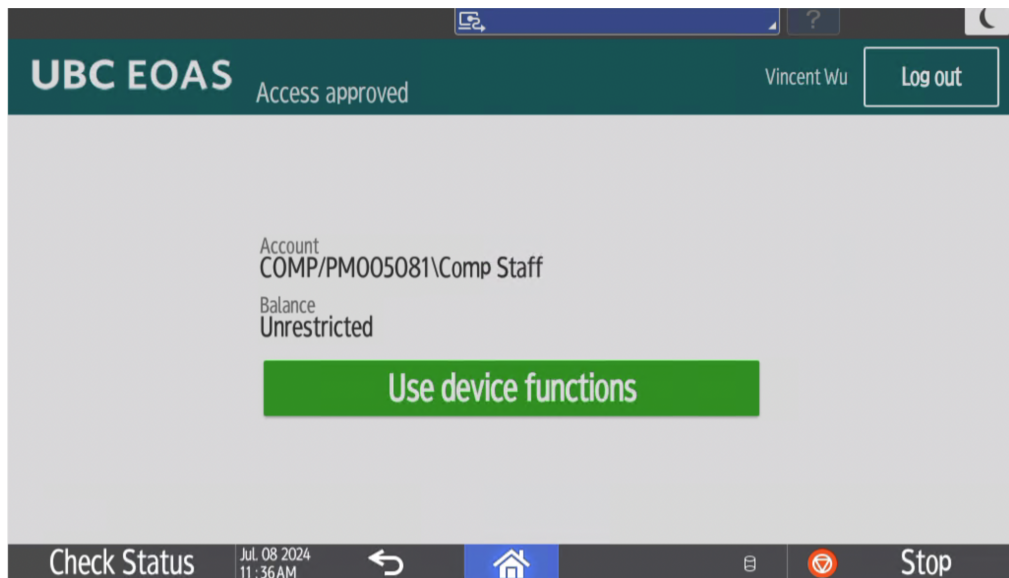 ?
UBC EOAS
Access approved
Vincent Wu
Log out
Account
COMP/PM005081\Comp Staff
Balance
Unrestricted
Use device functions
Check Status
Jul. 08 2024
11:36AM
Stop